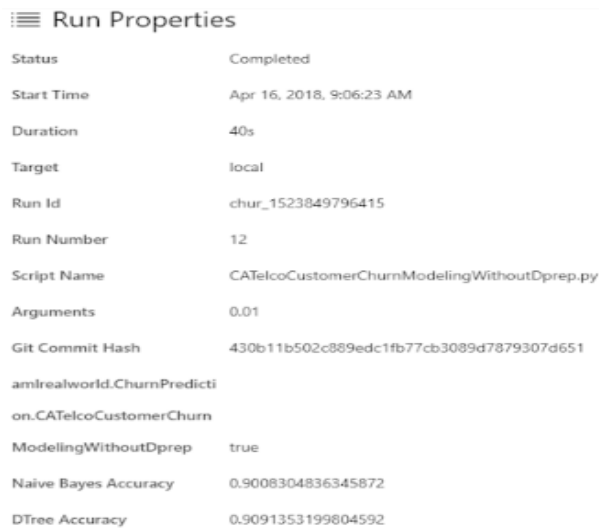 Run Properties
Status Completed
Start Time Apr 16, 2018, 9:06:23 AM
Duration 40s
Target local
Run Id chur_1523849796415
Run Number 12
Script Name CATelcoCustomerChurnModelingWithoutDprep.py
Arguments 0.01
Git Commit Hash 430b11b502c889edc1fb77cb3089d7879307d651
amlrealworld.ChurnPredicti
on.CATelcoCustomerChurn
ModelingWithoutDprep true
Naive Bayes Accuracy 0.9008304836345872
DTree Accuracy 0.9091353199804592